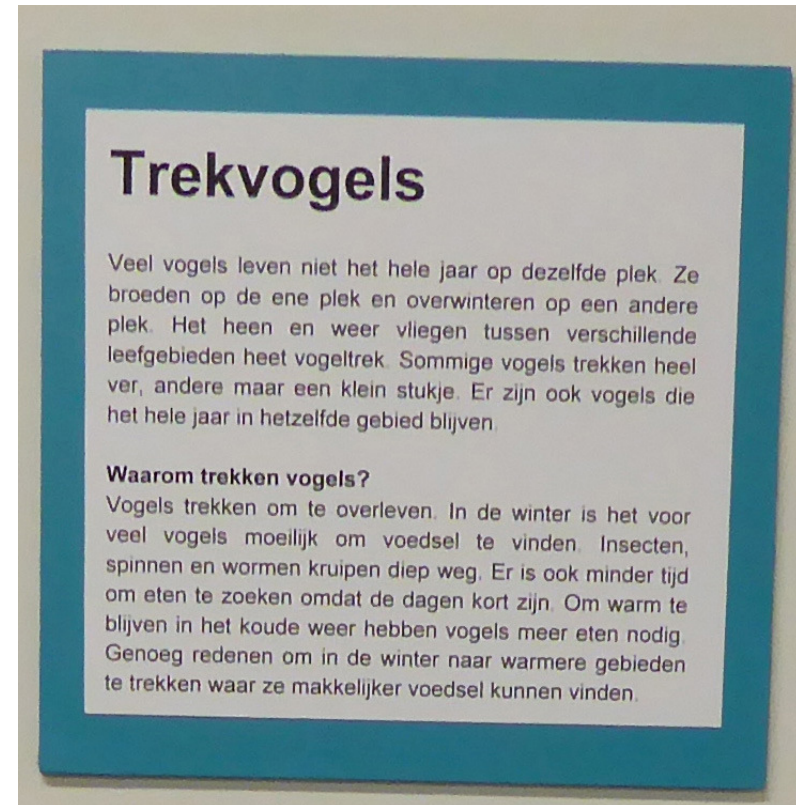 Trekvogels
Veel vogels leven niet het hele jaar op dezelfde plek. Ze
broeden op de ene plek en overwinteren op een andere
plek. Het heen en weer vliegen tussen verschillende
leefgebieden heet vogeltrek. Sommige vogels trekken heel
ver, andere maar een klein stukje. Er zijn ook vogels die
het hele jaar in hetzelfde gebied blijven.
Waarom trekken vogels?
Vogels trekken om te overleven. In de winter is het voor
veel vogels moeilijk om voedsel te vinden. Insecten,
spinnen en wormen kruipen diep weg. Er is ook minder tijd
om eten te zoeken omdat de dagen kort zijn. Om warm te
blijven in het koude weer hebben vogels meer eten nodig.
Genoeg redenen om in de winter naar warmere gebieden
te trekken waar ze makkelijker voedsel kunnen vinden.